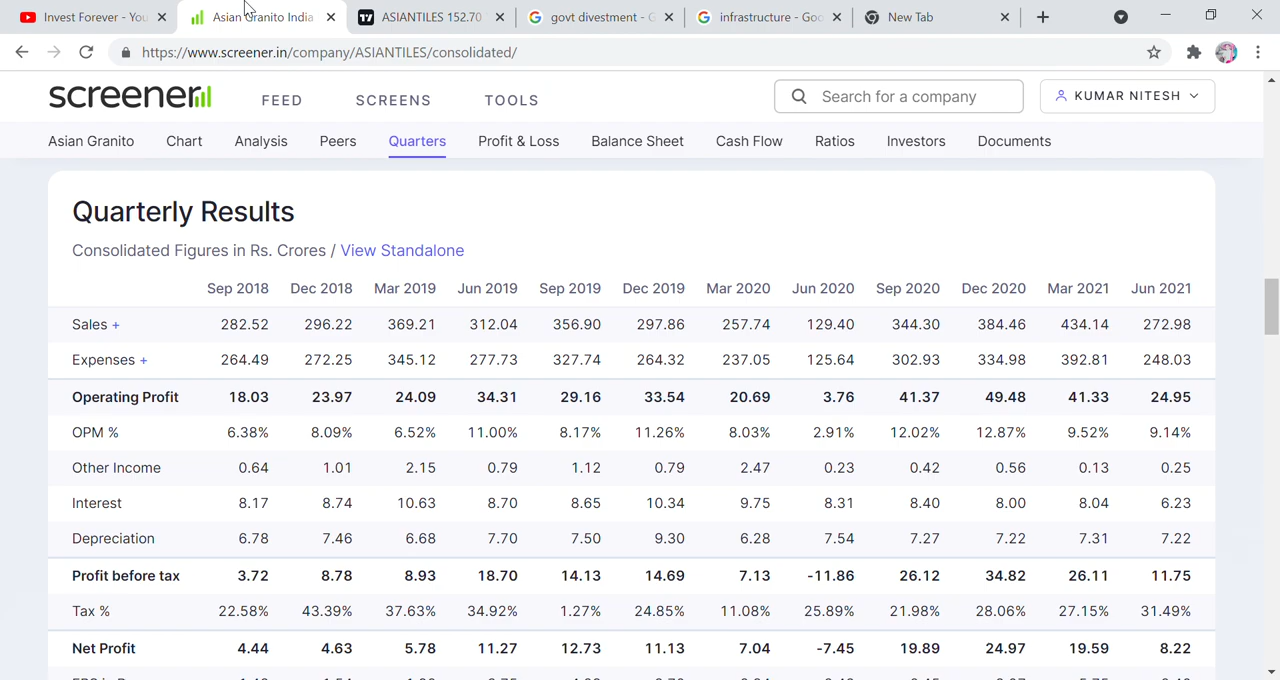 Invest Forever - You
Asian Granito India
ASIANTILES 152.70
govt divestment - G
infrastructure - Goo
New Tab
https://www.screener.in/company/ASIANTILES/consolidated/
screener
FEED SCREENS TOOLS
Search for a company
KUMAR NITESH
Asian Granito Chart Analysis Peers Quarters Profit & Loss Balance Sheet Cash Flow Ratios Investors Documents
Quarterly Results
Consolidated Figures in Rs. Crores / View Standalone
Sep 2018 Dec 2018 Mar 2019 Jun 2019 Sep 2019 Dec 2019 Mar 2020 Jun 2020 Sep 2020 Dec 2020 Mar 2021 Jun 2021
Sales + 282.52 296.22 369.21 312.04 356.90 297.86 257.74 129.40 344.30 384.46 434.14 272.98
Expenses + 264.49 272.25 345.12 277.73 327.74 264.32 237.05 125.64 302.93 334.98 392.81 248.03
Operating Profit 18.03 23.97 24.09 34.31 29.16 33.54 20.69 3.76 41.37 49.48 41.33 24.95
OPM % 6.38% 8.09% 6.52% 11.00% 8.17% 11.26% 8.03% 2.91% 12.02% 12.87% 9.52% 9.14%
Other Income 0.64 1.01 2.15 0.79 1.12 0.79 2.47 0.23 0.42 0.56 0.13 0.25
Interest 8.17 8.74 10.63 8.70 8.65 10.34 9.75 8.31 8.40 8.00 8.04 6.23
Depreciation 6.78 7.46 6.68 7.70 7.50 9.30 6.28 7.54 7.27 7.22 7.31 7.22
Profit before tax 3.72 8.78 8.93 18.70 14.13 14.69 7.13 -11.86 26.12 34.82 26.11 11.75
Tax % 22.58% 43.39% 37.63% 34.92% 1.27% 24.85% 11.08% 25.89% 21.98% 28.06% 27.15% 31.49%
Net Profit 4.44 4.63 5.78 11.27 12.73 11.13 7.04 -7.45 19.89 24.97 19.59 8.22